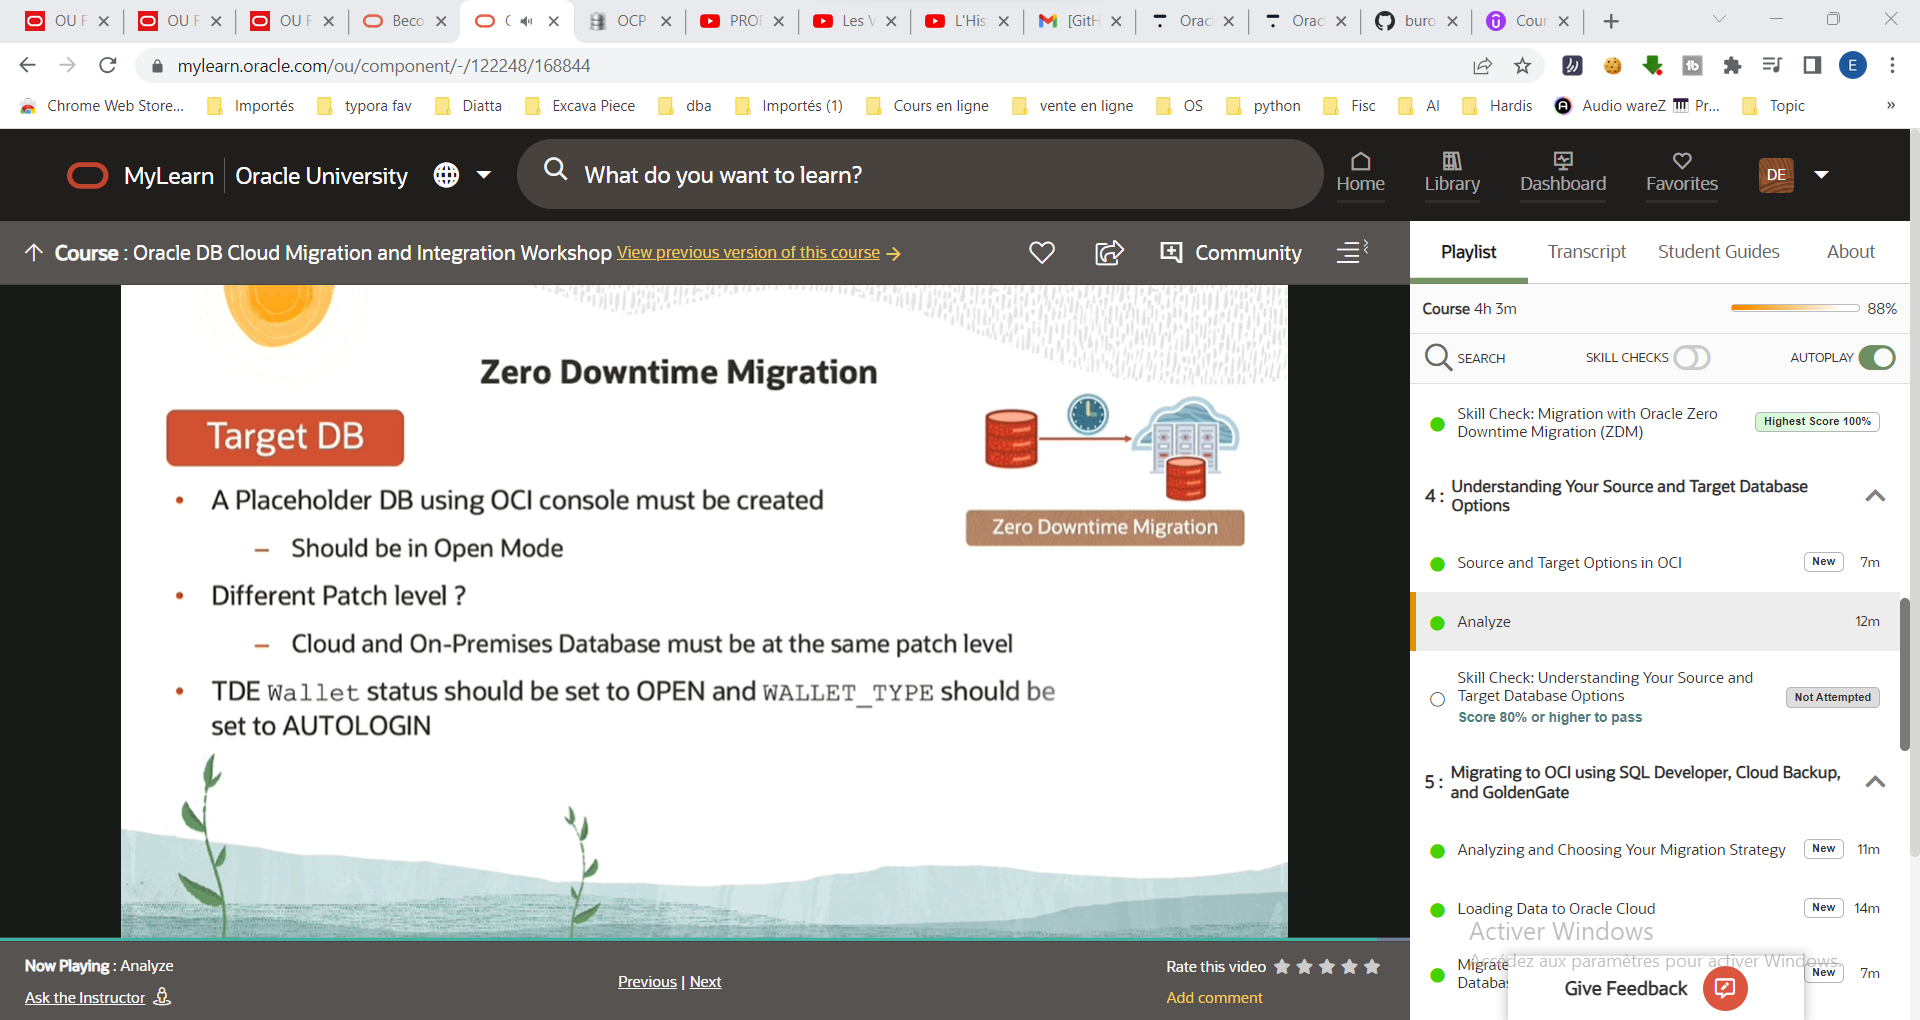 OU F
OU F
OU F
Beco
C
OCP
PROF
Les V
L'His
[GitH
Orac
Orac
buro
Cour
mylearn.oracle.com/ou/component/-/122248/168844
E
Chrome Web Store...
Importés
typora fav
Diatta
Excava Piece
dba
Importés (1)
Cours en ligne
vente en ligne
OS
python
Fisc
AI
Hardis
Audio wareZ
Pr...
Topic
»
MyLearn
Oracle University
What do you want to learn?
Home
Library
Dashboard
Favorites
DE
Course : Oracle DB Cloud Migration and Integration Workshop View previous version of this course →
Community
Zero Downtime Migration
Target DB
• A Placeholder DB using OCI console must be created
– Should be in Open Mode
• Different Patch level ?
– Cloud and On-Premises Database must be at the same patch level
• TDE Wallet status should be set to OPEN and WALLET_TYPE should be
set to AUTOLOGIN
Zero Downtime Migration
Now Playing : Analyze
Ask the Instructor
Previous | Next
Rate this video
Add comment
Playlist
Transcript
Student Guides
About
Course 4h 3m
88%
SEARCH
SKILL CHECKS
AUTOPLAY
Skill Check: Migration with Oracle Zero
Downtime Migration (ZDM)
Highest Score 100%
4 : Understanding Your Source and Target Database
Options
Source and Target Options in OCI
New
7m
Analyze
12m
Skill Check: Understanding Your Source and
Target Database Options
Score 80% or higher to pass
Not Attempted
5 : Migrating to OCI using SQL Developer, Cloud Backup,
and GoldenGate
Analyzing and Choosing Your Migration Strategy
New
11m
Loading Data to Oracle Cloud
New
14m
Activer Windows
Accédez aux paramètres pour activer Windows.
Migrate
Databa
New
7m
Give Feedback